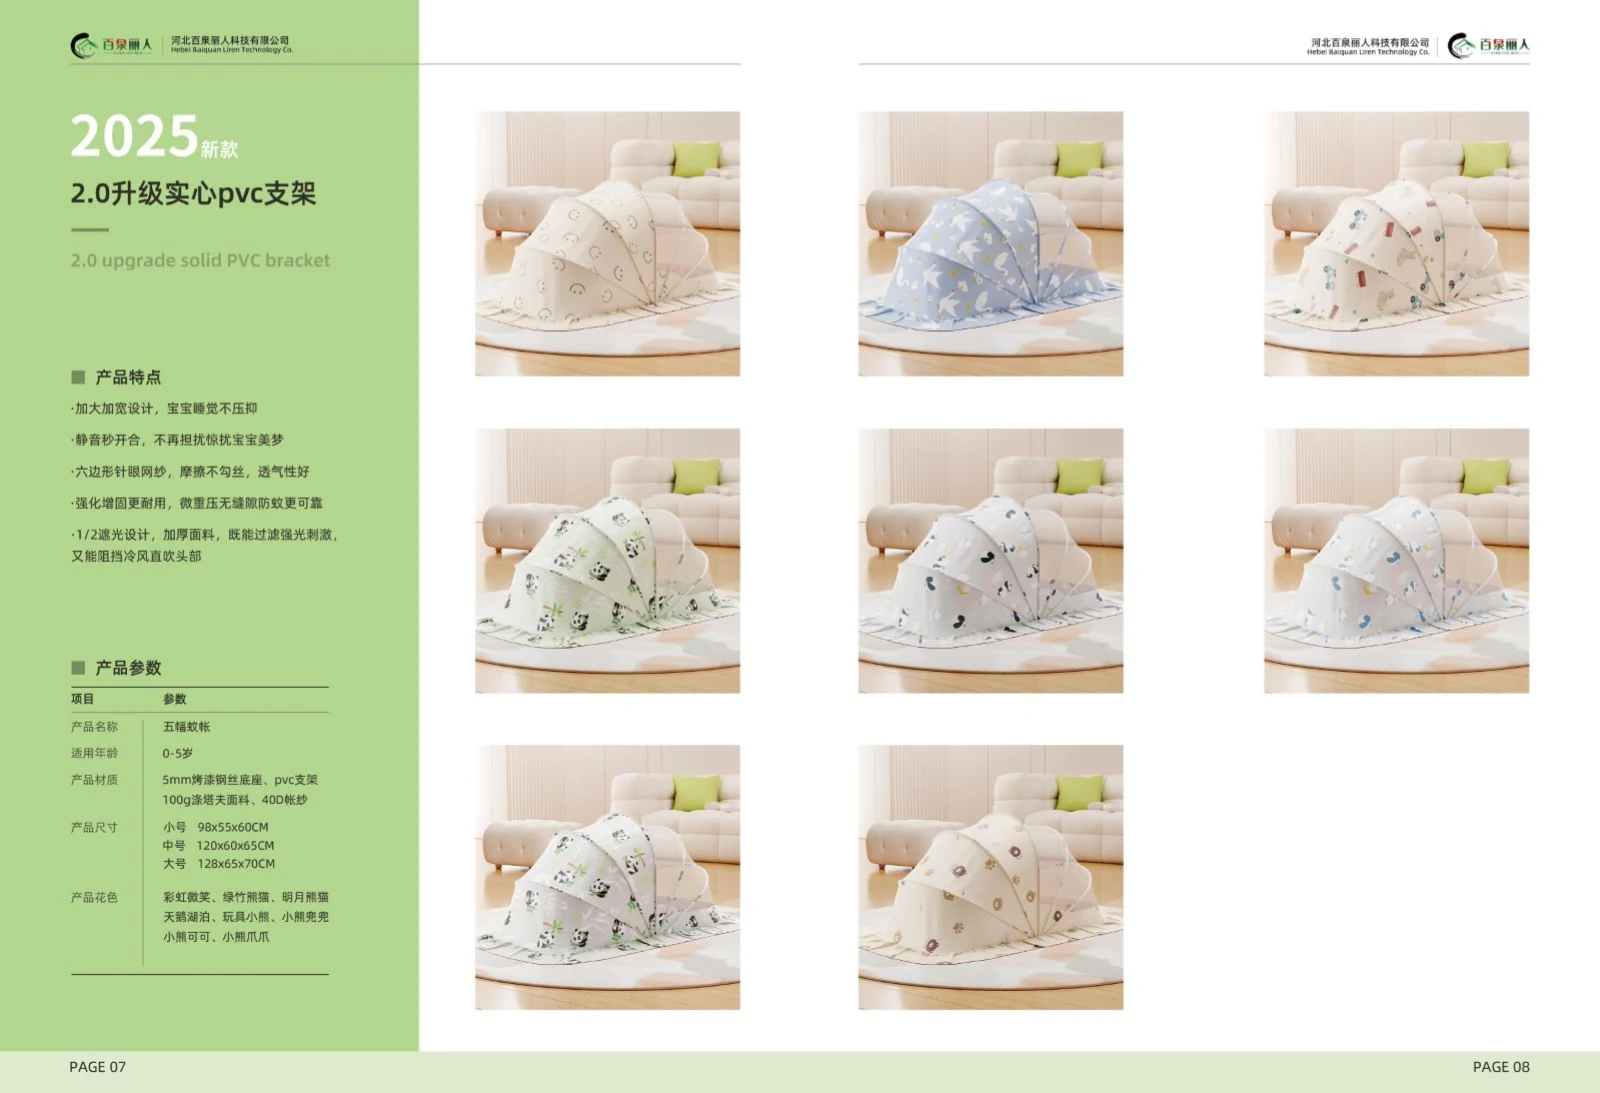 百泉丽人
河北百泉丽人科技有限公司
Hebei Baiquan Liren Technology Co.
河北百泉丽人科技有限公司
Hebei Baiquan Liren Technology Co.
百泉丽人
2025新款
2.0升级实心pvc支架
2.0 upgrade solid PVC bracket
产品特点
·加大加宽设计，宝宝睡觉不压抑
·静音秒开合，不再担扰惊扰宝宝美梦
·六边形针眼网纱，摩擦不勾丝，透气性好
·强化增固更耐用，微重压无缝隙防蚊更可靠
·1/2遮光设计，加厚面料，既能过滤强光刺激，
又能阻挡冷风直吹头部
产品参数
项目 参数
产品名称 五幅蚊帐
适用年龄 0-5岁
产品材质 5mm烤漆钢丝底座、pvc支架
100g涤塔夫面料、40D帐纱
产品尺寸 小号 98x55x60CM
中号 120x60x65CM
大号 128x65x70CM
产品花色 彩虹微笑、绿竹熊猫、明月熊猫
天鹅湖泊、玩具小熊、小熊兜兜
小熊可可、小熊爪爪
PAGE 07
PAGE 08